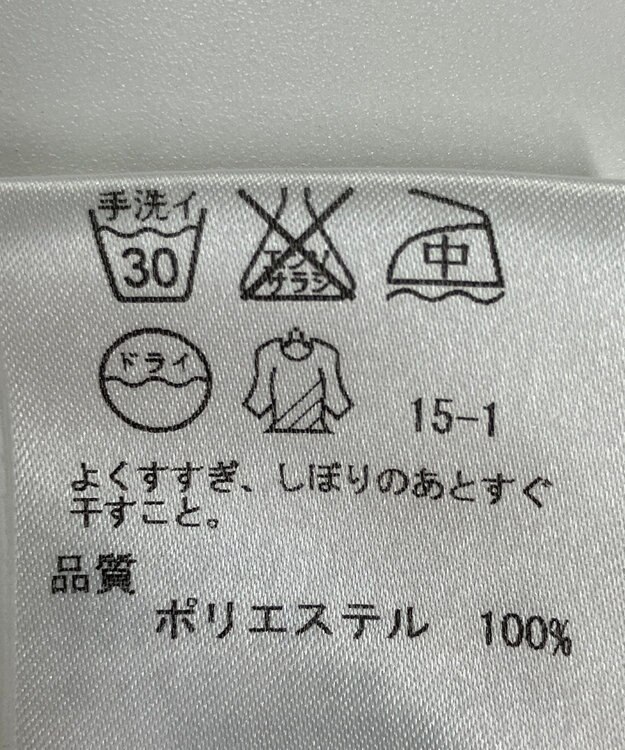 手洗イ
30
エンソ
サラシ
中
ドライ
15-1
よくすすぎ、しぼりのあとすぐ
干すこと。
品質
ポリエステル 100%